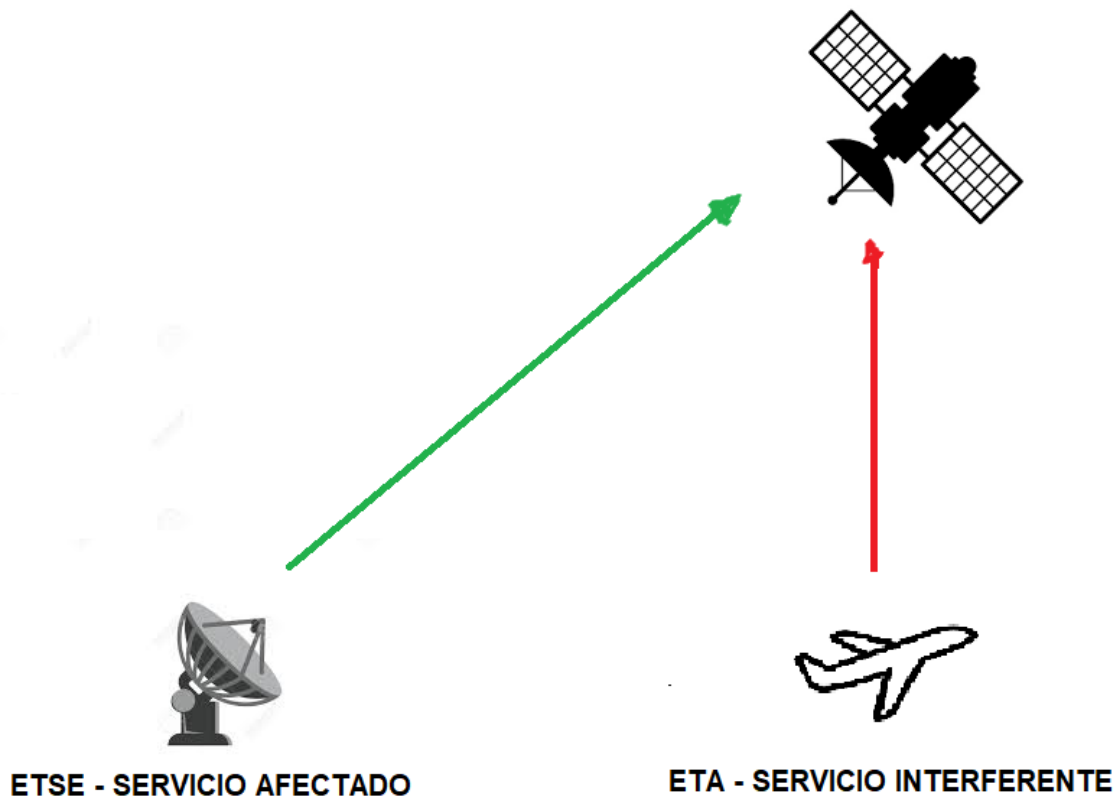 ETSE - SERVICIO AFECTADO
ETA - SERVICIO INTERFERENTE